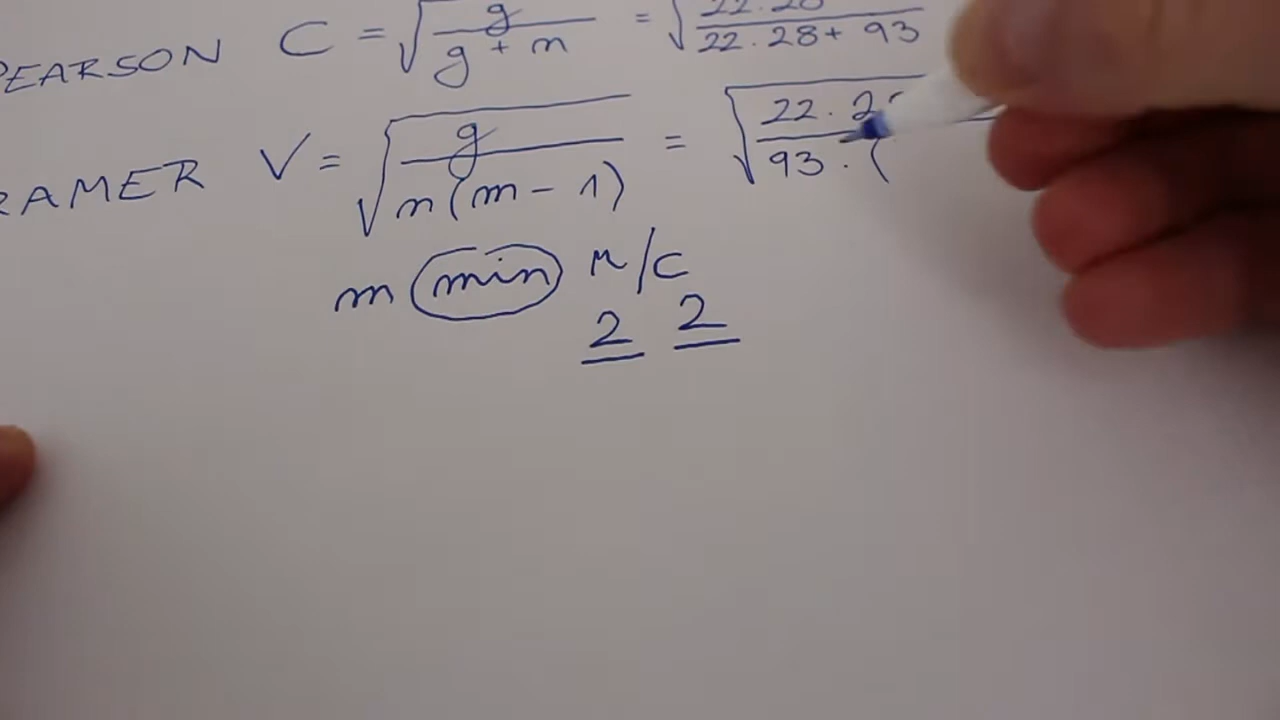 PEARSON C = √ g / g + n = √ 22.28 / 22.28 + 93
RAMER V = √ g / n(m - 1) = √ 22.2 / 93 . (
m min r/c
2 2